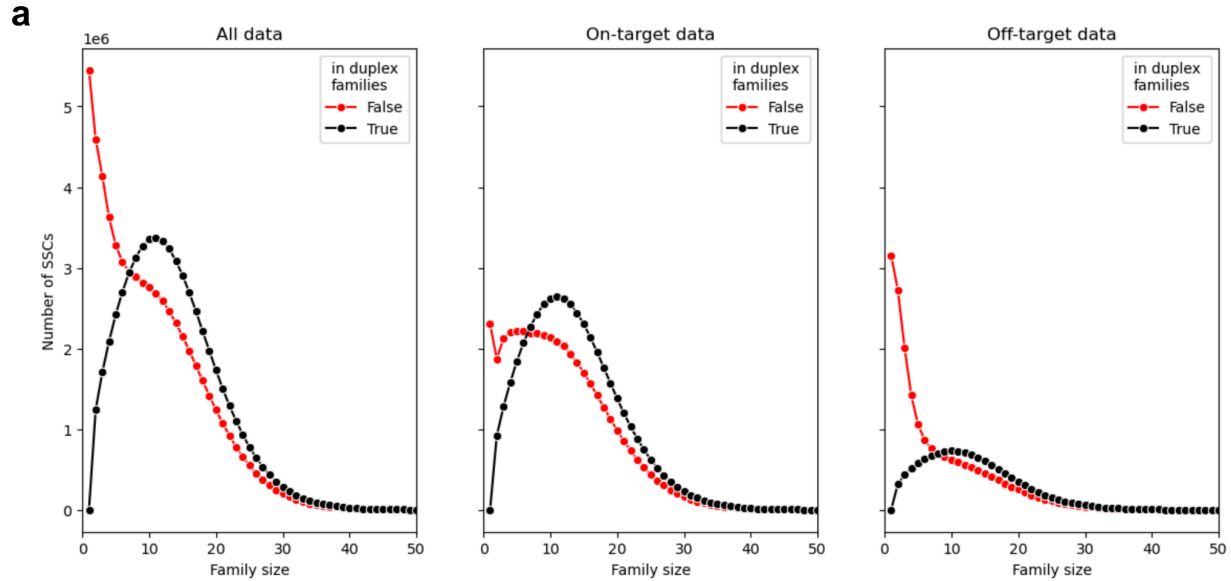 a
All data
On-target data
Off-target data
1e6
in duplex
families
False
True
in duplex
families
False
True
in duplex
families
False
True
5
4
3
2
1
0
Number of SSCs
0 10 20 30 40 50
0 10 20 30 40 50
0 10 20 30 40 50
Family size
Family size
Family size